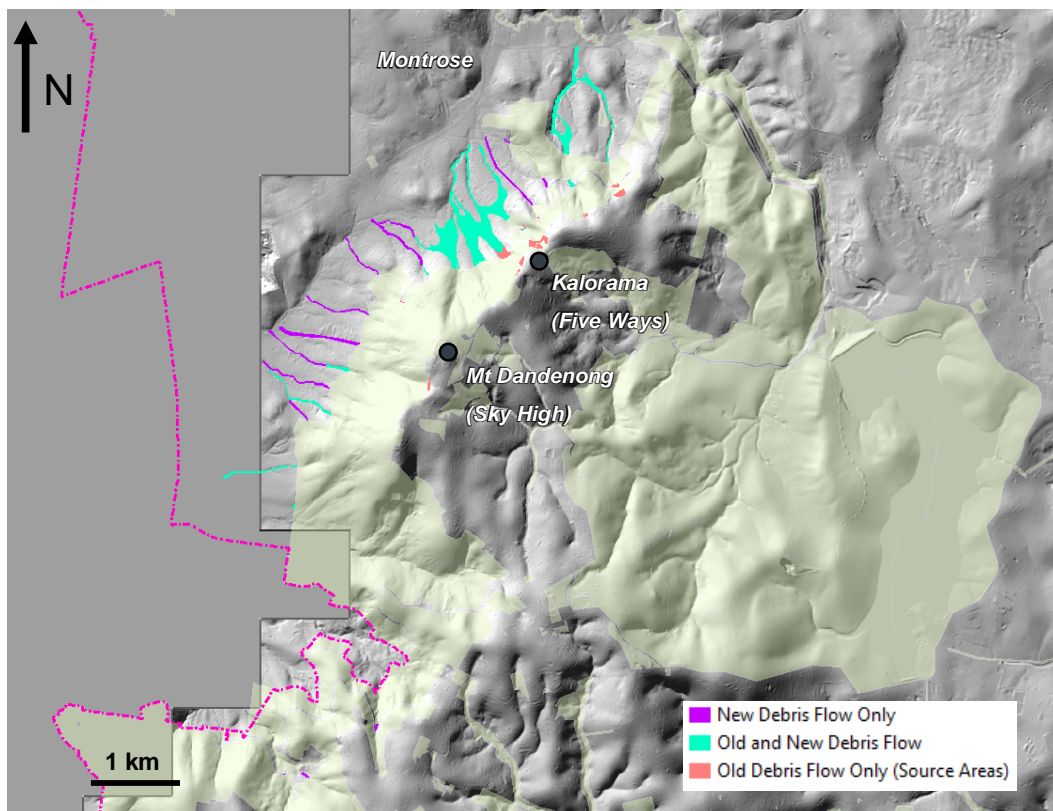 N
Montrose
Kalorama
(Five Ways)
Mt Dandenong
(Sky High)
New Debris Flow Only
Old and New Debris Flow
Old Debris Flow Only (Source Areas)
1 km